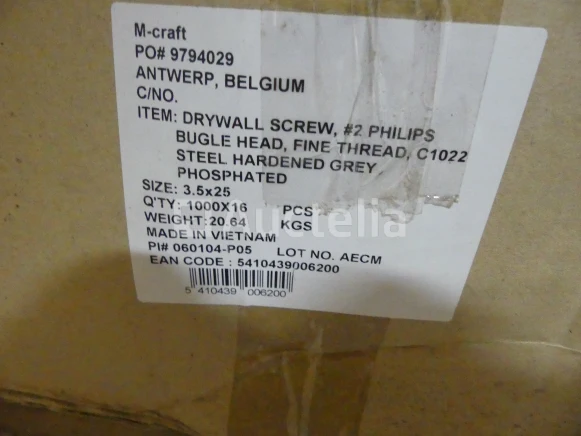 M-craft
PO# 9794029
ANTWERP, BELGIUM
C/NO.
ITEM: DRYWALL SCREW, #2 PHILIPS
BUGLE HEAD, FINE THREAD, C1022
STEEL HARDENED GREY
PHOSPHATED
SIZE: 3.5x25
Q'TY: 1000X16 PCS
WEIGHT:20.64 KGS
MADE IN VIETNAM
PI# 060104-P05 LOT NO. AECM
EAN CODE : 5410439006200
5 410439 006200